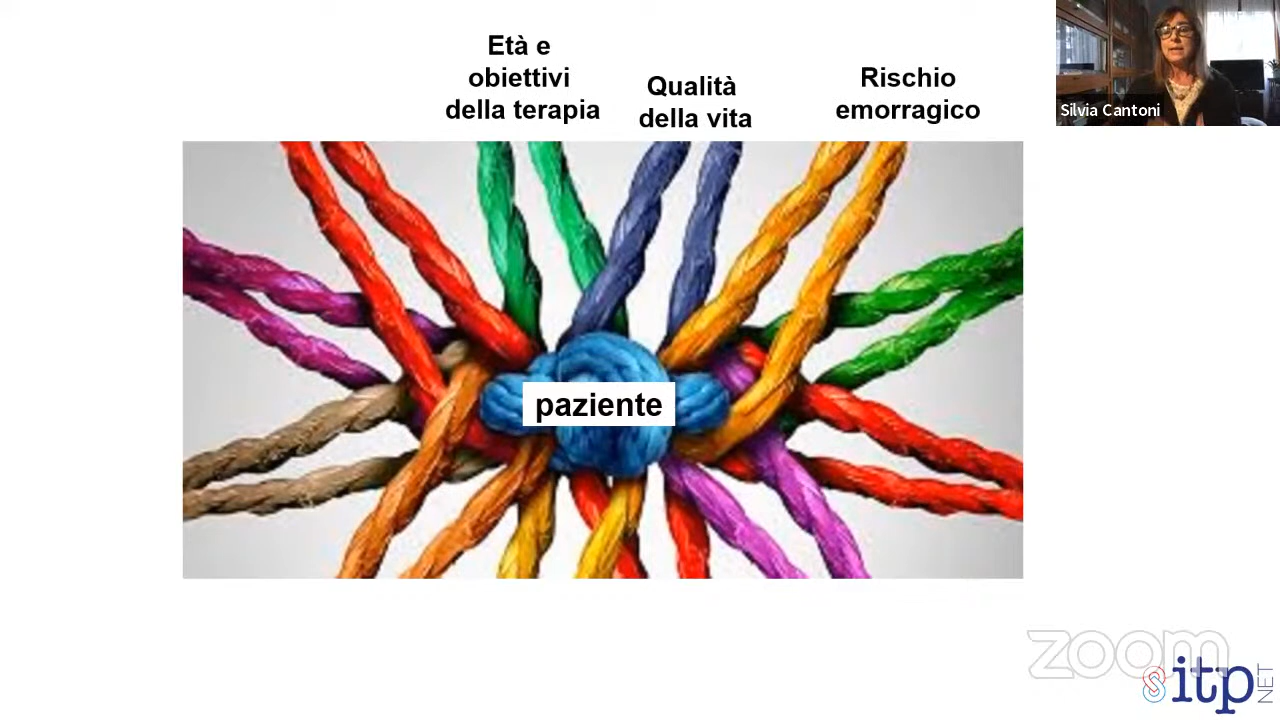 Età e
obiettivi
della terapia
Qualità
della vita
Rischio
emorragico
Silvia Cantoni
paziente
zoom
itp
NET